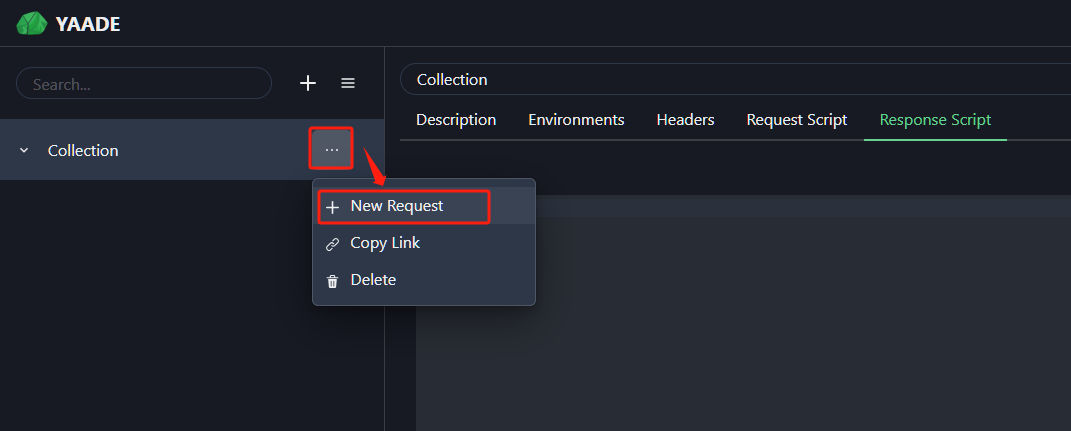 YAADE
Search...
Collection
Collection
Description Environments Headers Request Script Response Script
New Request
Copy Link
Delete